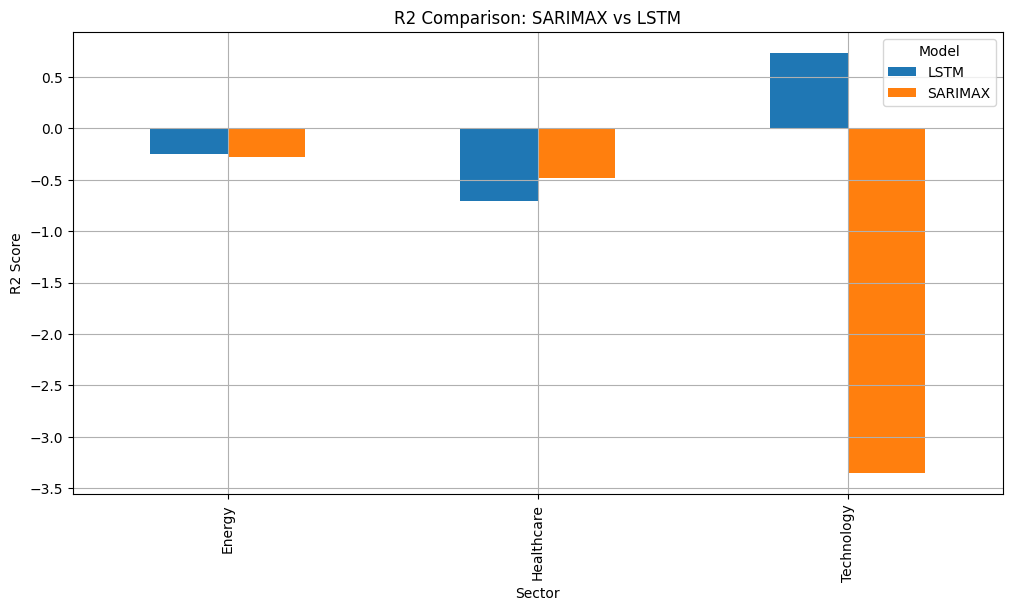 R2 Comparison: SARIMAX vs LSTM
Model
LSTM
SARIMAX
0.5
0.0
−0.5
−1.0
−1.5
−2.0
−2.5
−3.0
−3.5
R2 Score
Energy
Healthcare
Technology
Sector